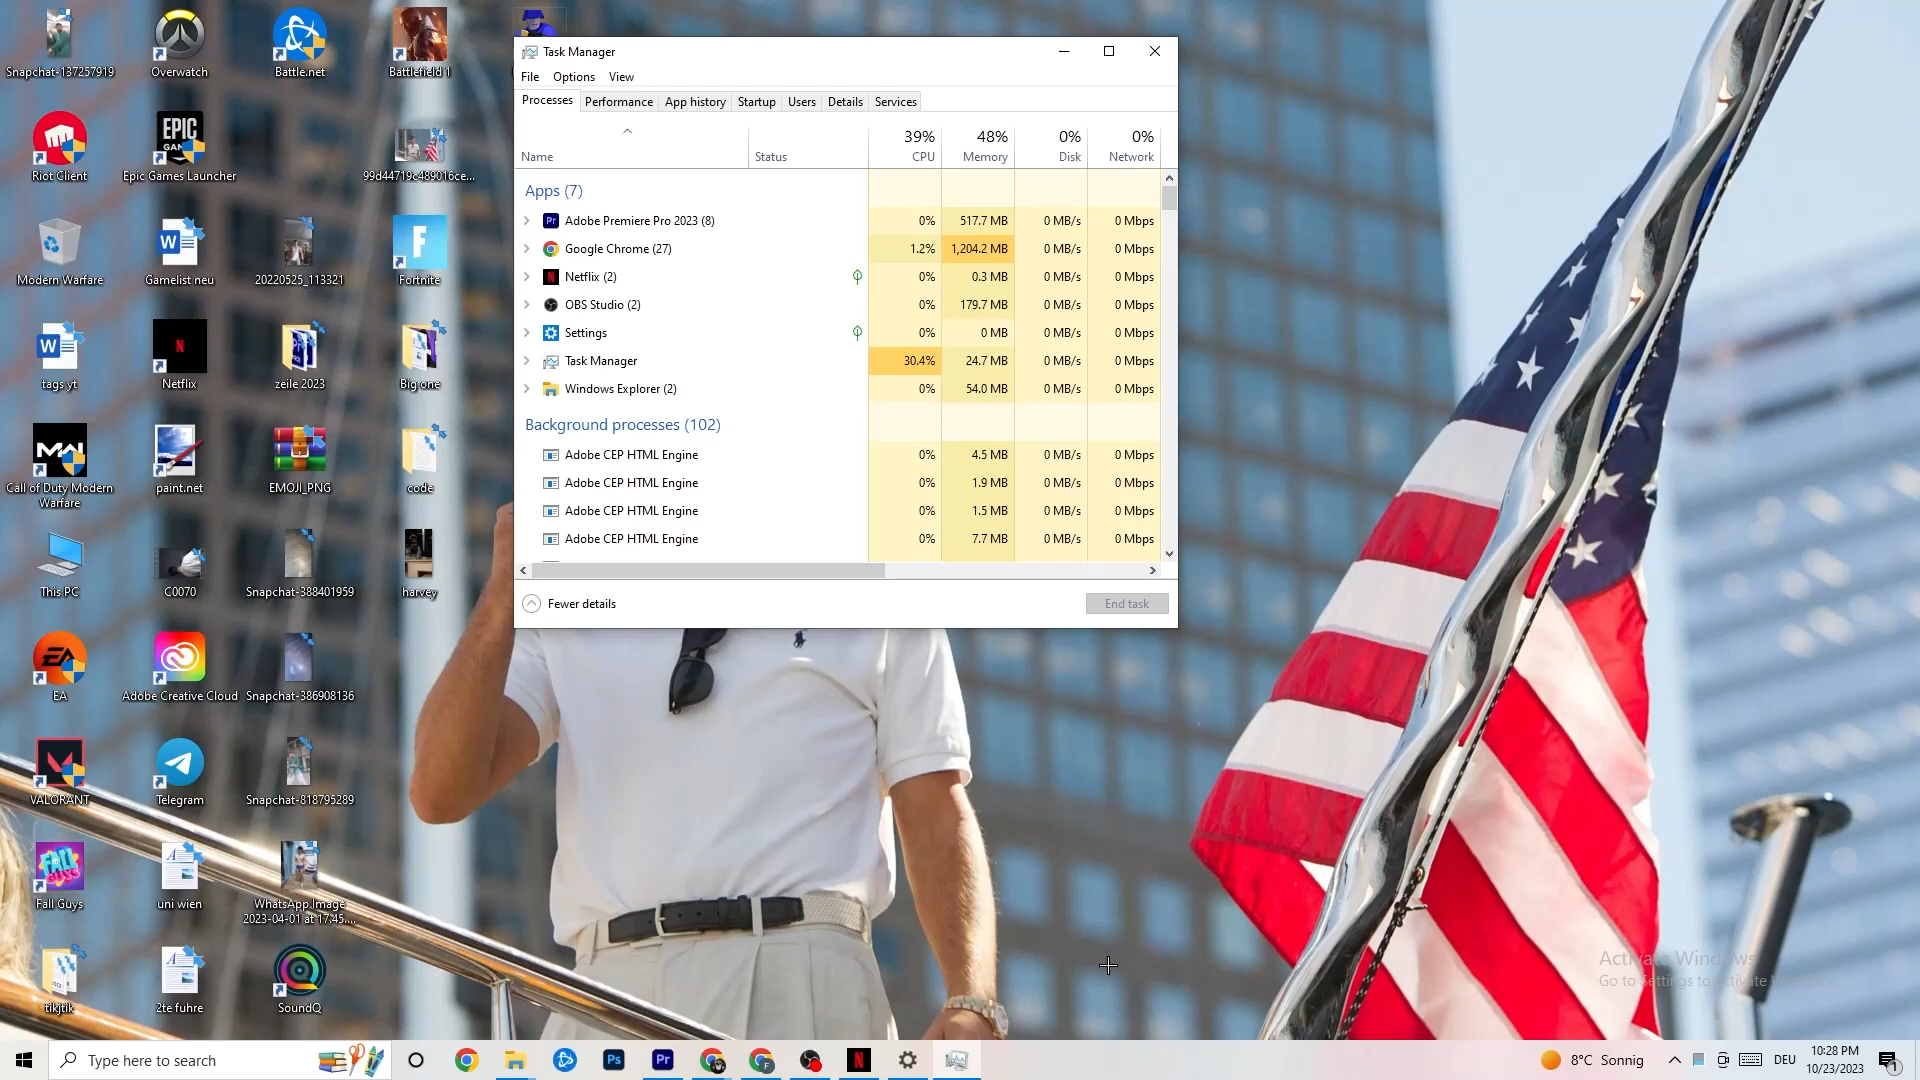 Snapchat-137257919
Overwatch
Battle.net
Battlefield 1
Riot Client
EPIC
GAMES
Epic Games Launcher
99d44719c489016ce...
Modern Warfare
Gamelist neu
20220525_113321
Fortnite
tags yt
Netflix
zeile 2023
Big one
Call of Duty Modern
Warfare
paint.net
EMOJI_PNG
code
This PC
C0070
Snapchat-388401959
harvey
EA
Adobe Creative Cloud
Snapchat-386908136
VALORANT
Telegram
Snapchat-818795289
Fall Guys
uni wien
WhatsApp Image
2023-04-01 at 17.45....
tikjtik
2te fuhre
SoundQ
Task Manager
File Options View
Processes Performance App history Startup Users Details Services
39% 48% 0% 0%
Name Status CPU Memory Disk Network
Apps (7)
Adobe Premiere Pro 2023 (8) 0% 517.7 MB 0 MB/s 0 Mbps
Google Chrome (27) 1.2% 1,204.2 MB 0 MB/s 0 Mbps
Netflix (2) 0% 0.3 MB 0 MB/s 0 Mbps
OBS Studio (2) 0% 179.7 MB 0 MB/s 0 Mbps
Settings 0% 0 MB 0 MB/s 0 Mbps
Task Manager 30.4% 24.7 MB 0 MB/s 0 Mbps
Windows Explorer (2) 0% 54.0 MB 0 MB/s 0 Mbps
Background processes (102)
Adobe CEP HTML Engine 0% 4.5 MB 0 MB/s 0 Mbps
Adobe CEP HTML Engine 0% 1.9 MB 0 MB/s 0 Mbps
Adobe CEP HTML Engine 0% 1.5 MB 0 MB/s 0 Mbps
Adobe CEP HTML Engine 0% 7.7 MB 0 MB/s 0 Mbps
Fewer details End task
Activate Windows
Go to Settings to activate
Type here to search
8°C Sonnig
DEU
10:28 PM
10/23/2023